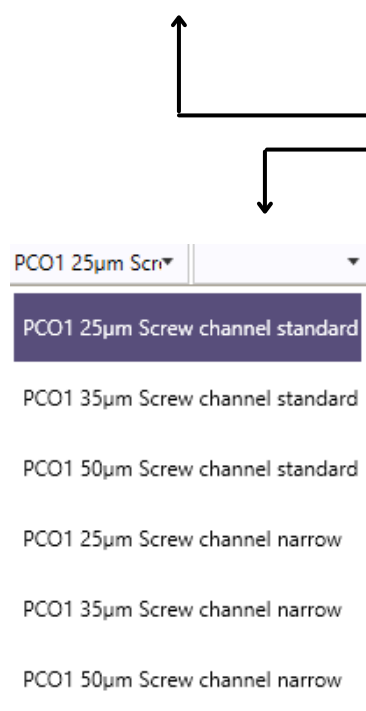 PCO1 25µm Scr
PCO1 25µm Screw channel standard
PCO1 35µm Screw channel standard
PCO1 50µm Screw channel standard
PCO1 25µm Screw channel narrow
PCO1 35µm Screw channel narrow
PCO1 50µm Screw channel narrow